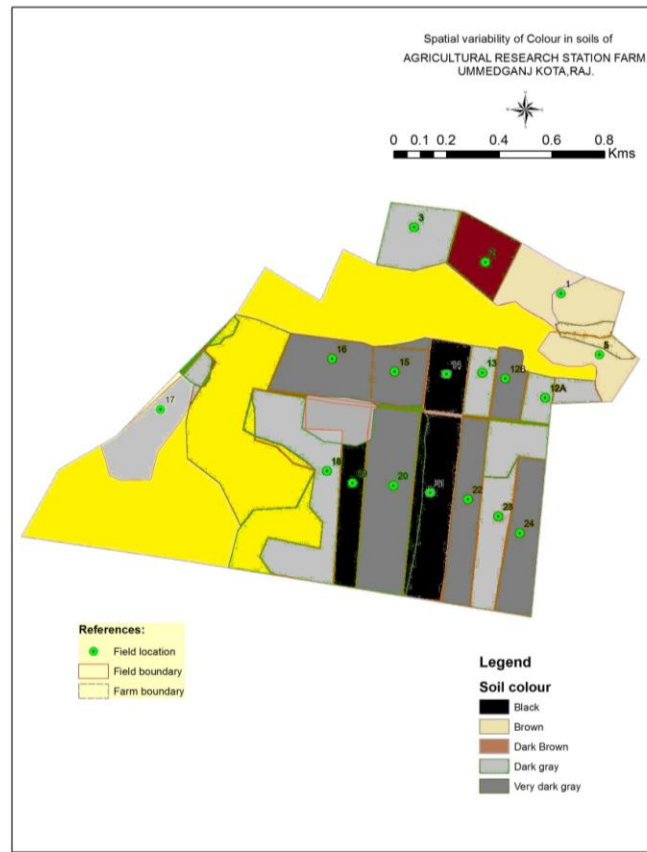 Spatial variability of Colour in soils of
AGRICULTURAL RESEARCH STATION FARM
UMMEDGANJ KOTA,RAJ.
0 0.1 0.2 0.4 0.6 0.8
Kms
3
1
5
16
15
14
13
12B
12A
17
18
19
20
21
22
23
24
References:
Field location
Field boundary
Farm boundary
Legend
Soil colour
Black
Brown
Dark Brown
Dark gray
Very dark gray